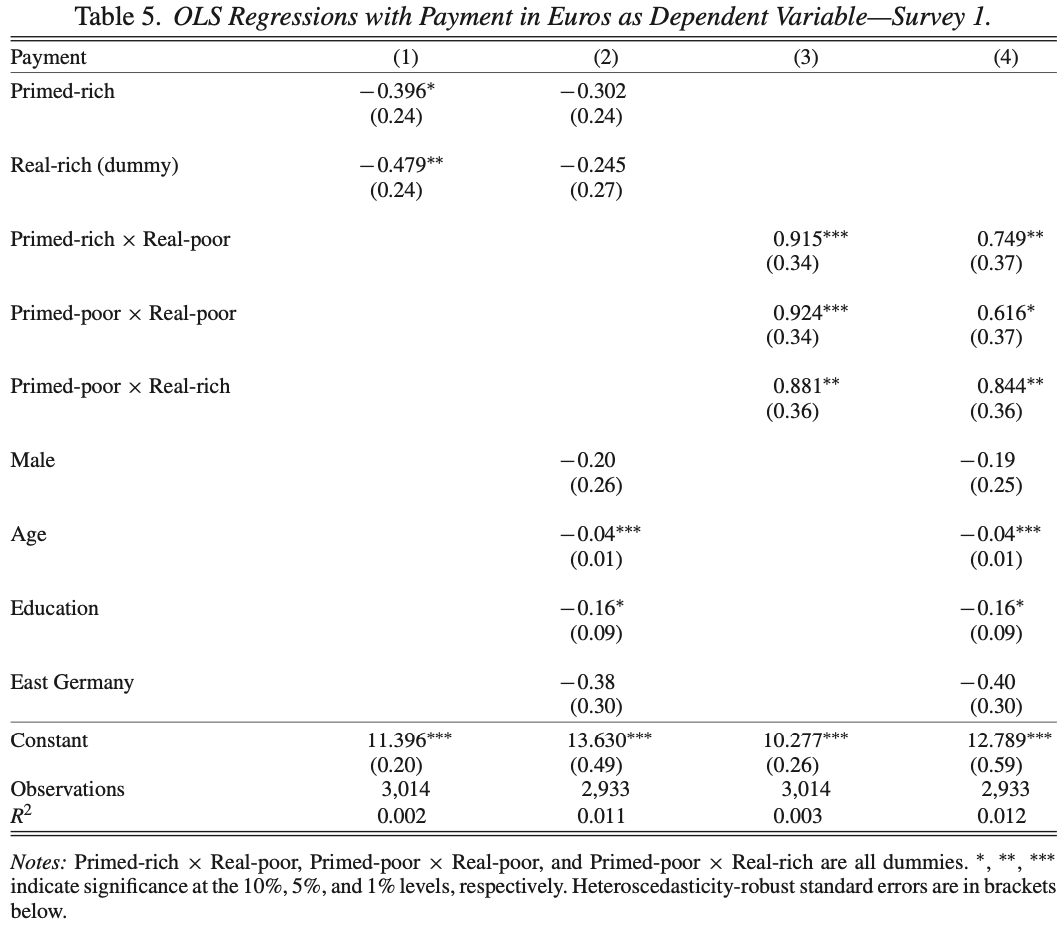 Table 5. OLS Regressions with Payment in Euros as Dependent Variable—Survey 1.
Payment (1) (2) (3) (4)
Primed-rich −0.396* −0.302
(0.24) (0.24)
Real-rich (dummy) −0.479** −0.245
(0.24) (0.27)
Primed-rich × Real-poor 0.915*** 0.749**
(0.34) (0.37)
Primed-poor × Real-poor 0.924*** 0.616*
(0.34) (0.37)
Primed-poor × Real-rich 0.881** 0.844**
(0.36) (0.36)
Male −0.20 −0.19
(0.26) (0.25)
Age −0.04*** −0.04***
(0.01) (0.01)
Education −0.16* −0.16*
(0.09) (0.09)
East Germany −0.38 −0.40
(0.30) (0.30)
Constant 11.396*** 13.630*** 10.277*** 12.789***
(0.20) (0.49) (0.26) (0.59)
Observations 3,014 2,933 3,014 2,933
R² 0.002 0.011 0.003 0.012
Notes: Primed-rich × Real-poor, Primed-poor × Real-poor, and Primed-poor × Real-rich are all dummies. *, **, ***
indicate significance at the 10%, 5%, and 1% levels, respectively. Heteroscedasticity-robust standard errors are in brackets
below.